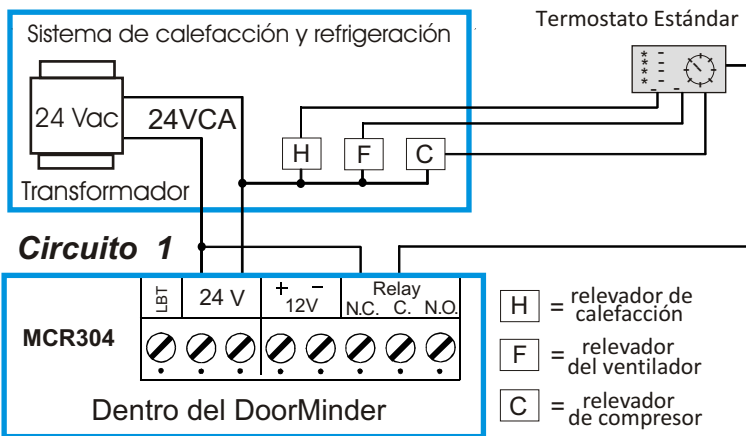 Termostato Estándar
Sistema de calefacción y refrigeración
24 Vac
24VCA
H
F
C
Transformador
Circuito 1
MCR304
LBT
24 V
+ -
12V
Relay
N.C. C. N.O.
Dentro del DoorMinder
H = relevador de
calefacción
F = relevador
del ventilador
C = relevador
de compresor